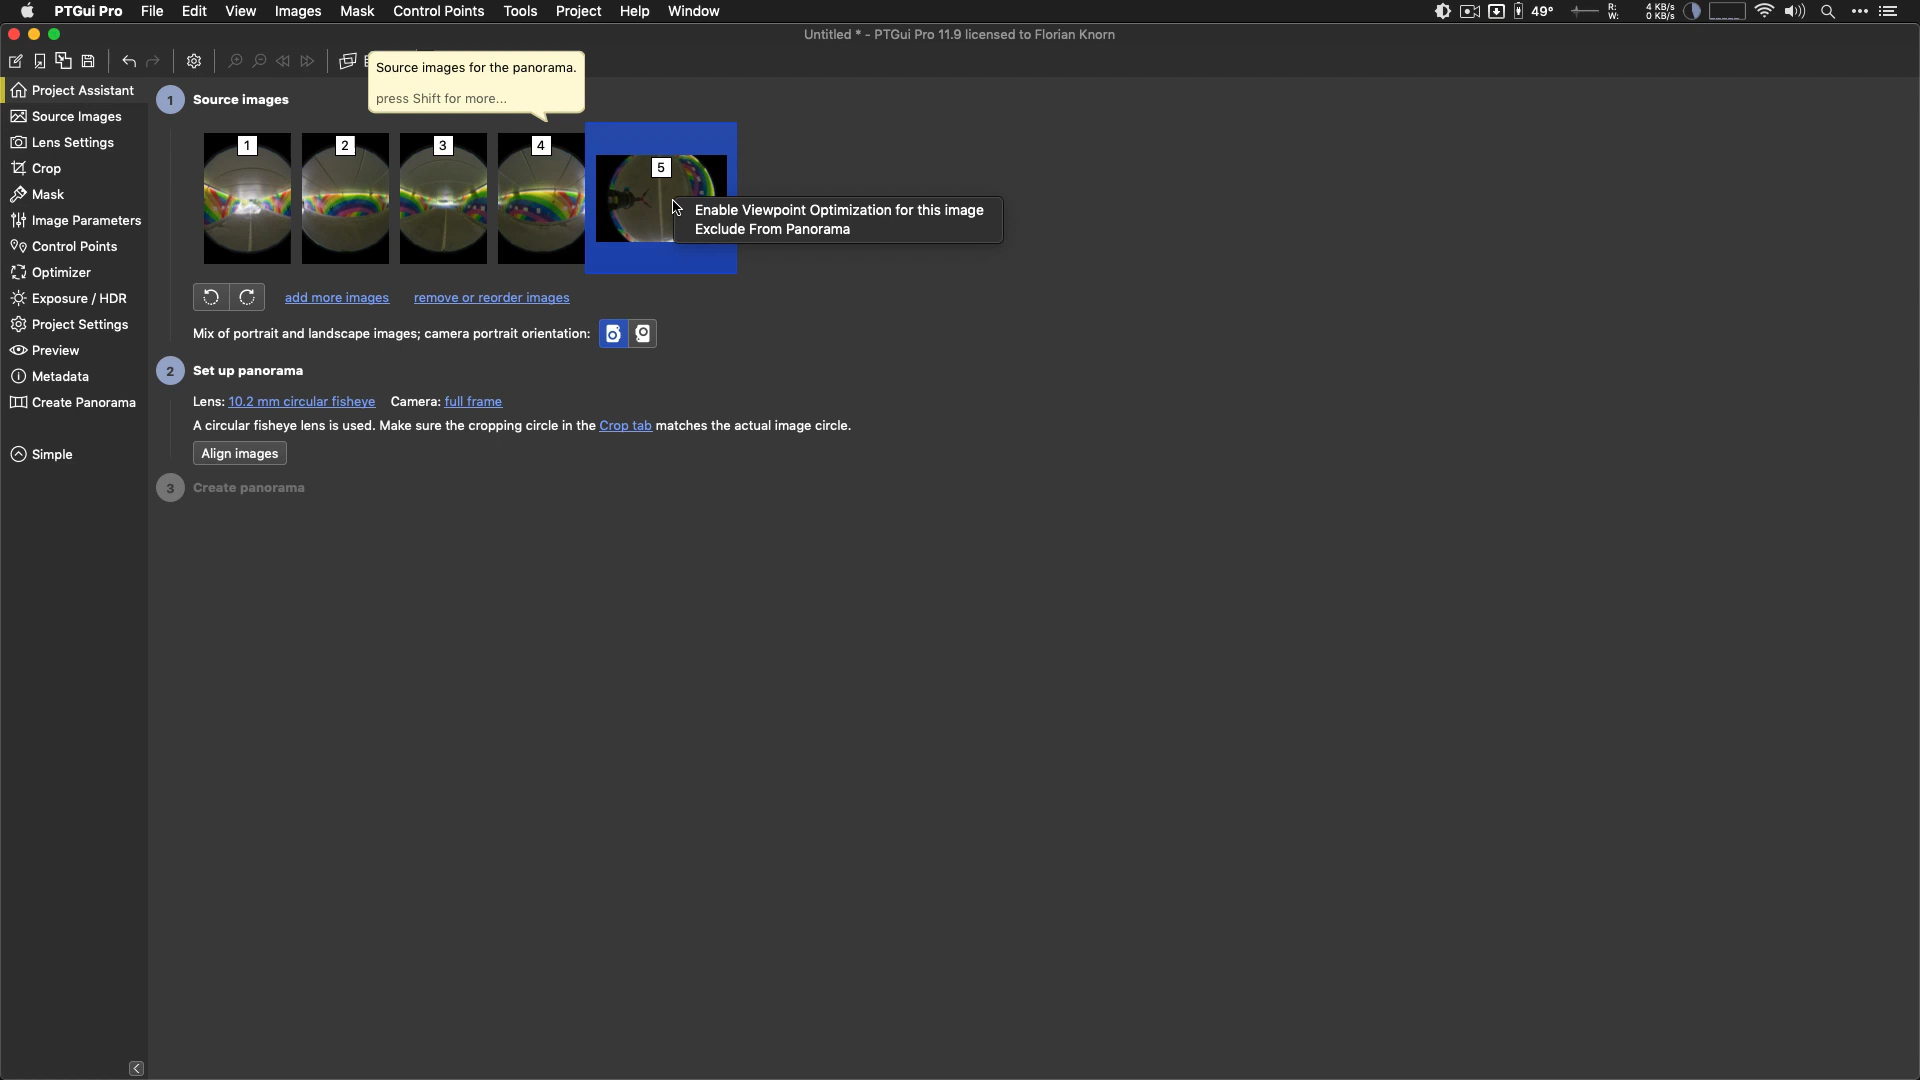 PTGui Pro File Edit View Images Mask Control Points Tools Project Help Window
49° R: W: 4 KB/s 0 KB/s
Untitled * - PTGui Pro 11.9 licensed to Florian Knorn
Source images for the panorama.
press Shift for more...
Project Assistant
Source Images
Lens Settings
Crop
Mask
Image Parameters
Control Points
Optimizer
Exposure / HDR
Project Settings
Preview
Metadata
Create Panorama
Simple
1 Source images
1 2 3 4 5
Enable Viewpoint Optimization for this image
Exclude From Panorama
add more images remove or reorder images
Mix of portrait and landscape images; camera portrait orientation:
2 Set up panorama
Lens: 10.2 mm circular fisheye Camera: full frame
A circular fisheye lens is used. Make sure the cropping circle in the Crop tab matches the actual image circle.
Align images
3 Create panorama